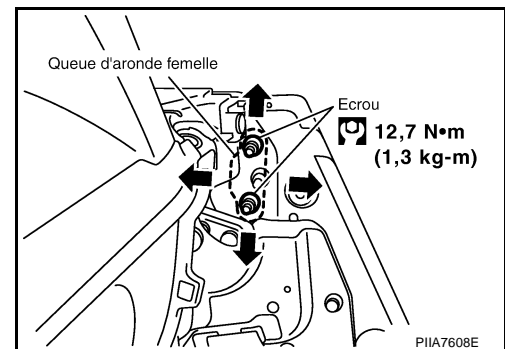 Queue d'aronde femelle
Ecrou
12,7 N•m
(1,3 kg-m)
PIIA7608E